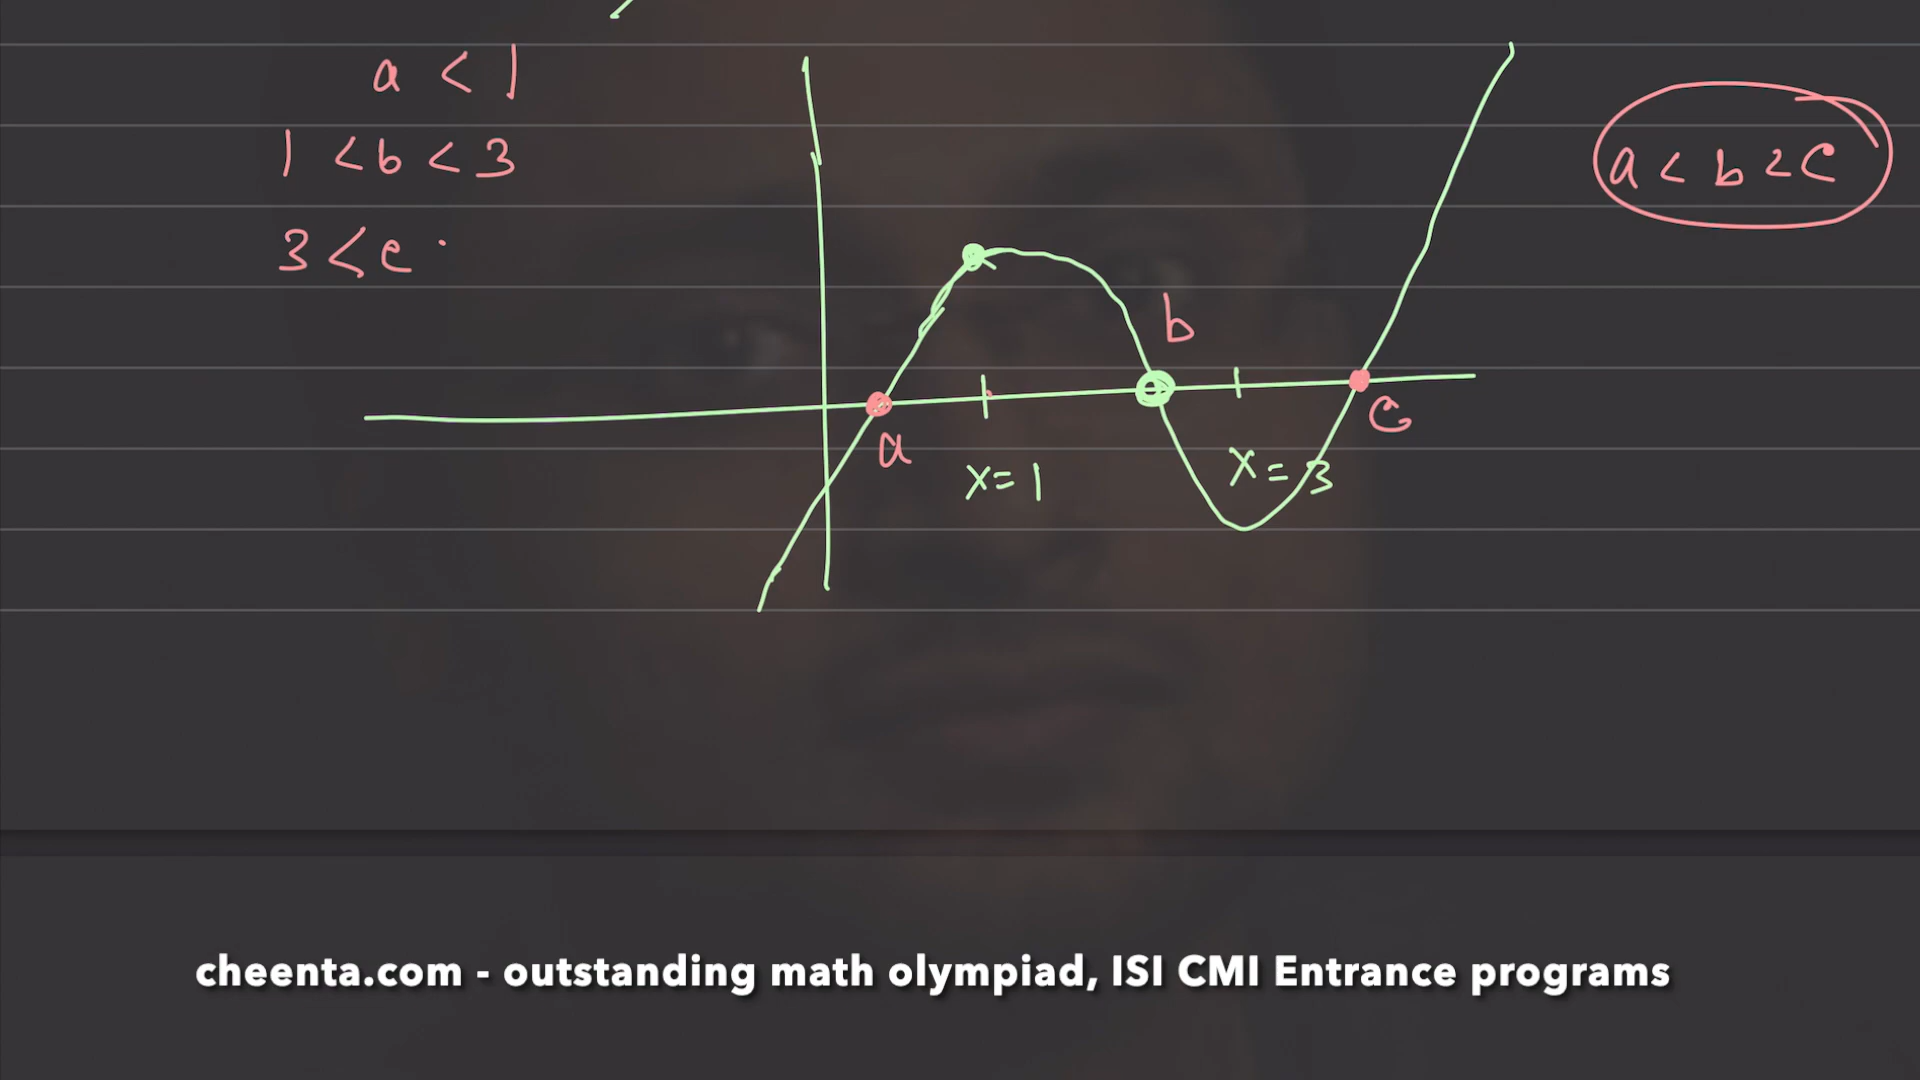 a < 1
1 < b < 3
3 < c
a < b < c
b
a
c
x = 1
x = 3
cheenta.com - outstanding math olympiad, ISI CMI Entrance programs